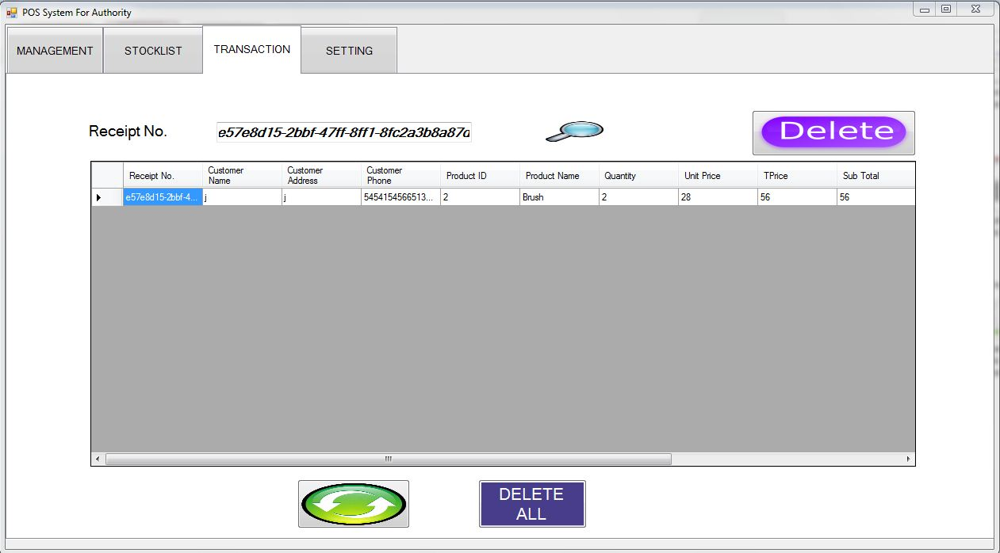 POS System For Authority
MANAGEMENT STOCKLIST TRANSACTION SETTING
Receipt No. e57e8d15-2bbf-47ff-8ff1-8fc2a3b8a87c Delete
Receipt No. Customer Name Customer Address Customer Phone Product ID Product Name Quantity Unit Price TPrice Sub Total
e57e8d15-2bbf-4... j j 5454154566513... 2 Brush 2 28 56 56
DELETE
ALL